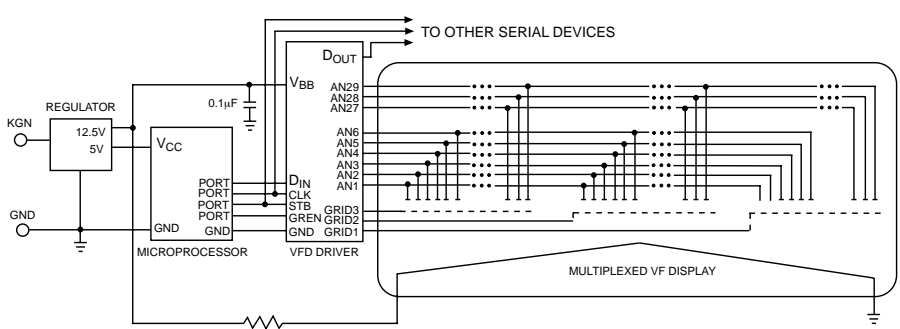 TO OTHER SERIAL DEVICES
DOUT
VBB
0.1µF
REGULATOR
KGN
12.5V
5V
VCC
AN29
AN28
AN27
AN6
AN5
AN4
AN3
AN2
AN1
PORT
PORT
PORT
PORT
GND
GND
DIN
CLK
STB
GREN
GND
GRID3
GRID2
GRID1
GND
MICROPROCESSOR
VFD DRIVER
MULTIPLEXED VF DISPLAY